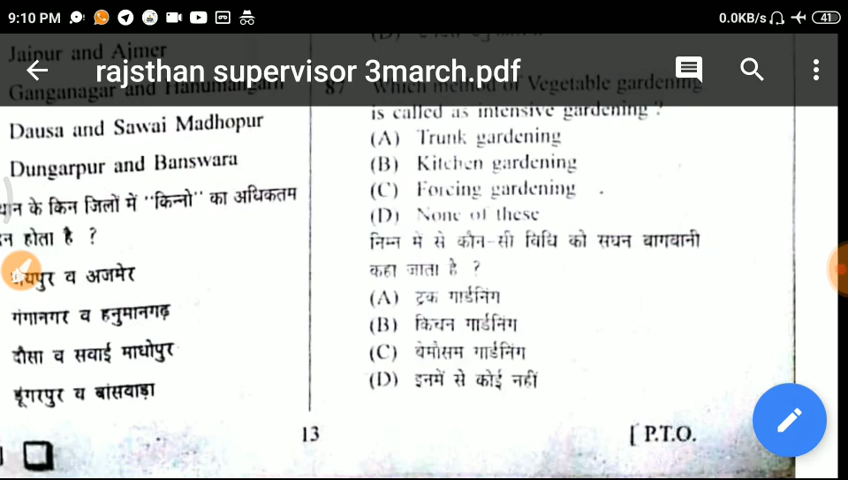 9:10 PM
0.0KB/s
41
rajsthan supervisor 3march.pdf
Jaipur and Ajmer
Ganganagar and Hanumangarh
Dausa and Sawai Madhopur
Dungarpur and Banswara
के किन जिलों में "किन्नो" का अधिकतम
होता है ?
व अजमेर
गंगानगर व हनुमानगढ़
दौसा व सवाई माधोपुर
डूंगरपुर व बांसवाड़ा
87 Which method of Vegetable gardening
is called as intensive gardening ?
(A) Trunk gardening
(B) Kitchen gardening
(C) Forcing gardening
(D) None of these
निम्न में से कौन-सी विधि को सघन बागवानी
कहा जाता है ?
(A) ट्रक गार्डनिंग
(B) किचन गार्डनिंग
(C) बेमौसम गार्डनिंग
(D) इनमें से कोई नहीं
13
[ P.T.O.